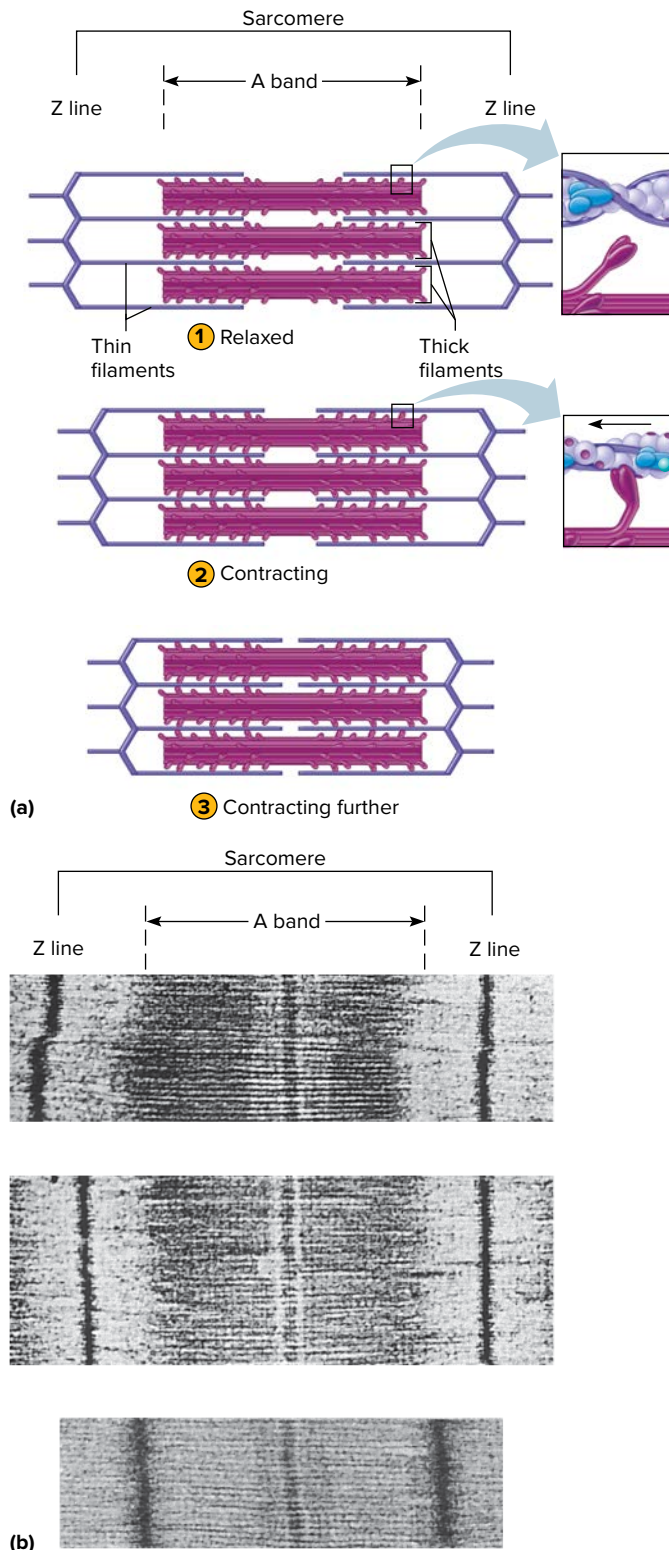 Sarcomere
A band
Z line
Z line
Thin
filaments
1 Relaxed
Thick
filaments
2 Contracting
(a)
3 Contracting further
Sarcomere
A band
Z line
Z line
(b)